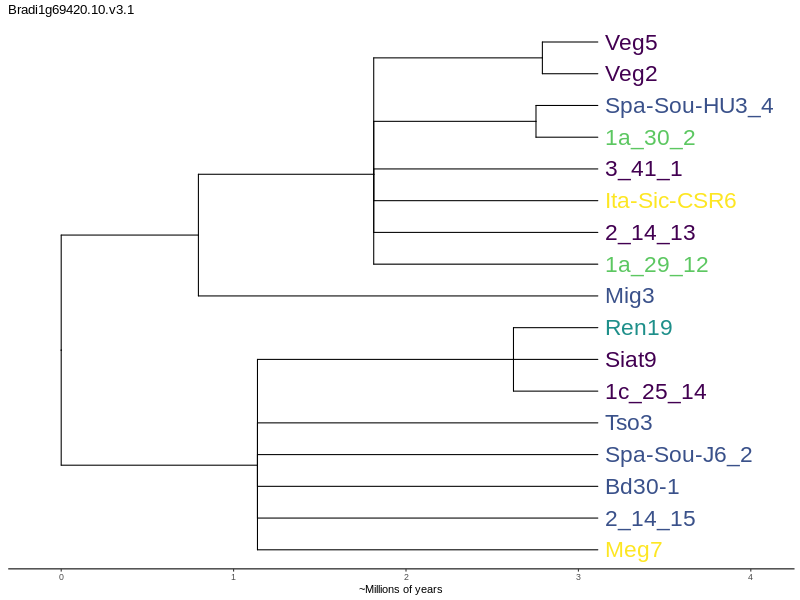 Bradi1g69420.10.v3.1
Veg5
Veg2
Spa-Sou-HU3_4
1a_30_2
3_41_1
Ita-Sic-CSR6
2_14_13
1a_29_12
Mig3
Ren19
Siat9
1c_25_14
Tso3
Spa-Sou-J6_2
Bd30-1
2_14_15
Meg7
0 1 2 3 4
~Millions of years